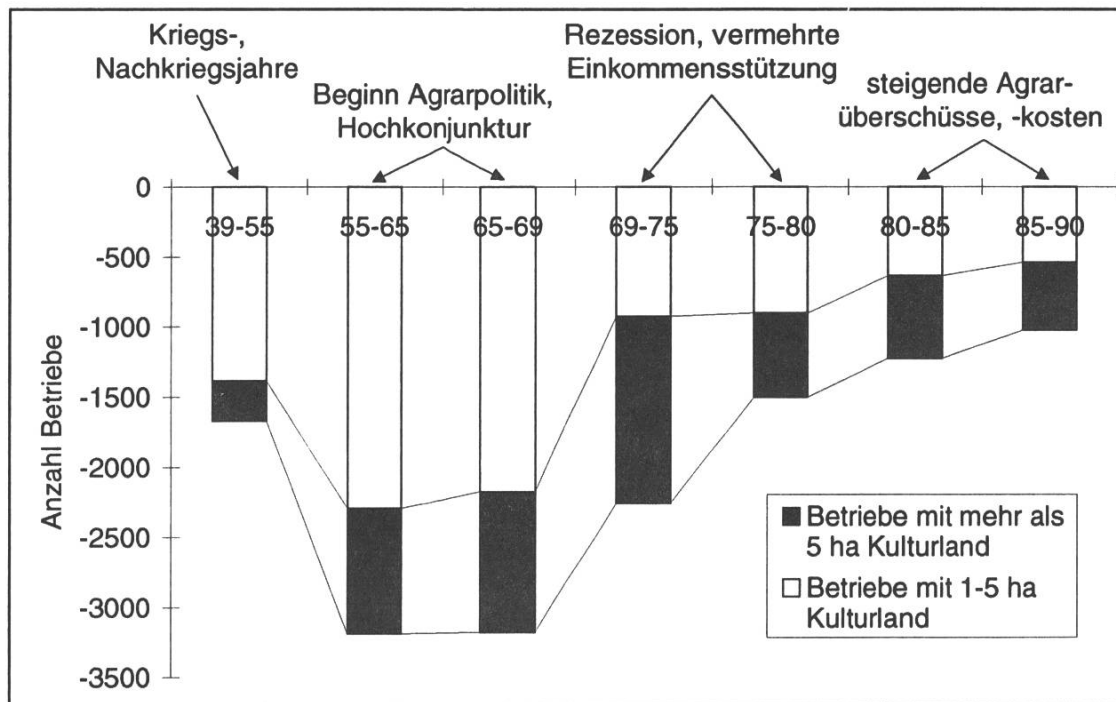 Kriegs-,
Nachkriegsjahre
Beginn Agrarpolitik,
Hochkonjunktur
Rezession, vermehrte
Einkommensstützung
steigende Agrar-
überschüsse, -kosten
Anzahl Betriebe
0
-500
-1000
-1500
-2000
-2500
-3000
-3500
39-55
55-65
65-69
69-75
75-80
80-85
85-90
Betriebe mit mehr als
5 ha Kulturland
Betriebe mit 1-5 ha
Kulturland